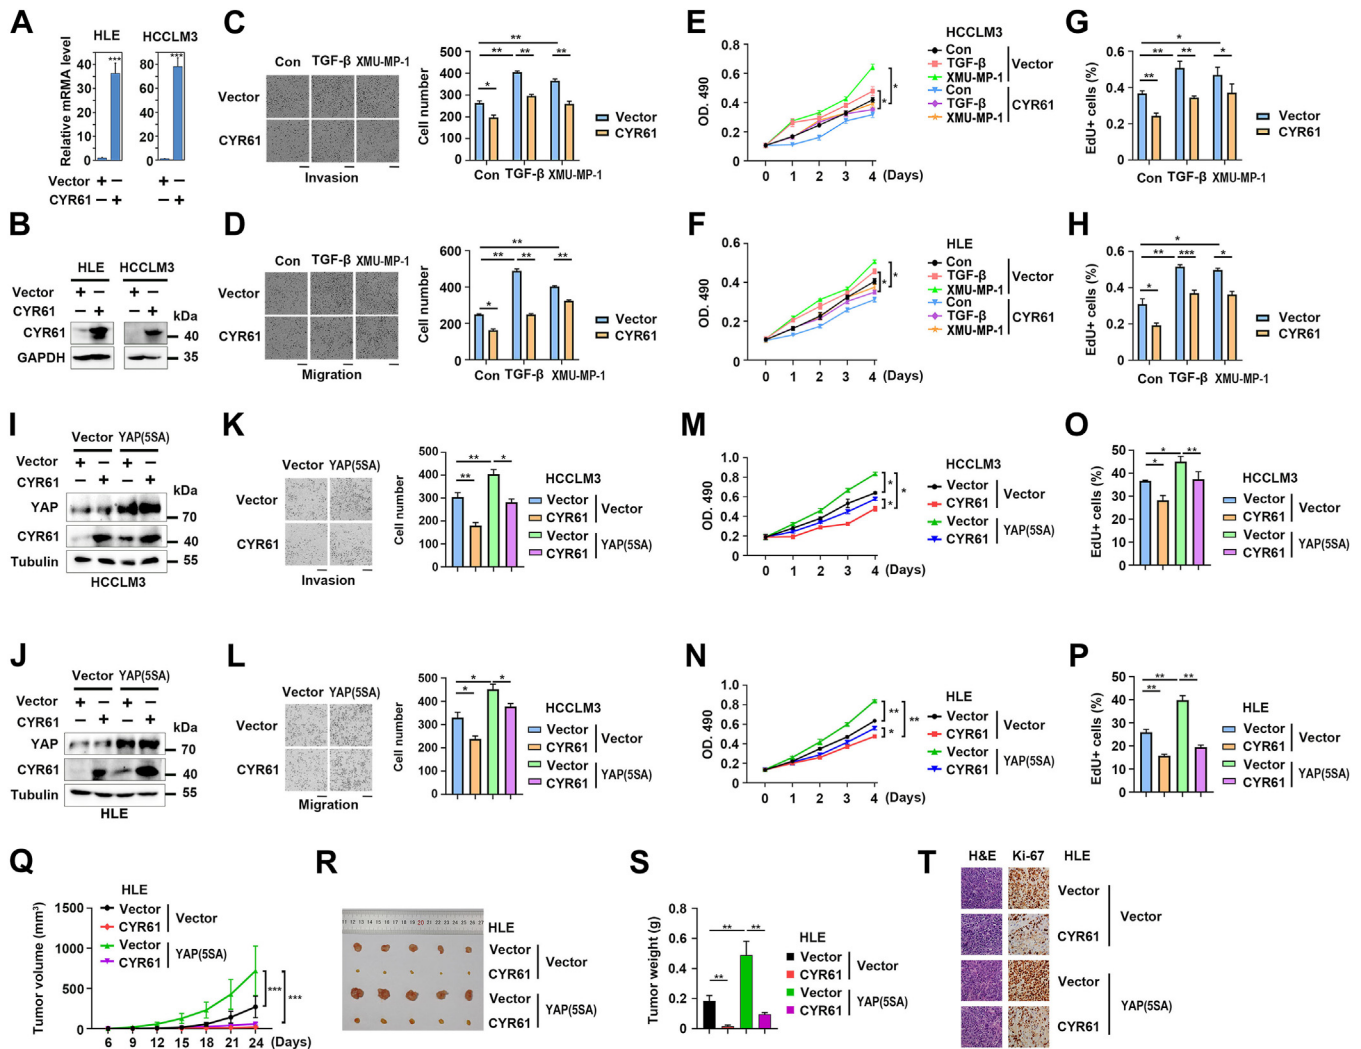 A
HLE
HCCLM3
Relative mRMA level
50
40
30
20
10
0
***
80
60
40
20
0
***
Vector + − + −
CYR61 − + − +
B
HLE
HCCLM3
Vector + − + −
CYR61 − + − +
kDa
CYR61
40
GAPDH
35
C
Con TGF-β XMU-MP-1
Vector
CYR61
Invasion
Cell number
500
400
300
200
100
0
**
** ** **
*
Con TGF-β XMU-MP-1
Vector
CYR61
D
Con TGF-β XMU-MP-1
Vector
CYR61
Migration
Cell number
600
400
200
0
**
** ** **
*
Con TGF-β XMU-MP-1
Vector
CYR61
E
OD. 490
0.8
0.6
0.4
0.2
0
0 1 2 3 4 (Days)
* *
HCCLM3
Con
TGF-β
XMU-MP-1
Vector
Con
TGF-β
XMU-MP-1
CYR61
F
OD. 490
0.6
0.4
0.2
0
0 1 2 3 4 (Days)
* *
HLE
Con
TGF-β
XMU-MP-1
Vector
Con
TGF-β
XMU-MP-1
CYR61
G
EdU+ cells (%)
0.6
0.4
0.2
0
*
** ** *
**
Con TGF-β XMU-MP-1
Vector
CYR61
H
EdU+ cells (%)
0.6
0.4
0.2
0
*
** *** *
*
Con TGF-β XMU-MP-1
Vector
CYR61
I
Vector YAP(5SA)
Vector + − + −
CYR61 − + − +
kDa
YAP
70
CYR61
40
Tubulin
55
HCCLM3
J
Vector YAP(5SA)
Vector + − + −
CYR61 − + − +
kDa
YAP
70
CYR61
40
Tubulin
55
HLE
K
Vector YAP(5SA)
Vector
CYR61
Invasion
Cell number
500
400
300
200
100
0
** *
**
HCCLM3
Vector
CYR61
Vector
Vector
CYR61
YAP(5SA)
L
Vector YAP(5SA)
Vector
CYR61
Migration
Cell number
500
400
300
200
100
0
* *
*
HCCLM3
Vector
CYR61
Vector
Vector
CYR61
YAP(5SA)
M
OD. 490
1.0
0.8
0.6
0.4
0.2
0
0 1 2 3 4 (Days)
* * *
HCCLM3
Vector
CYR61
Vector
Vector
CYR61
YAP(5SA)
N
OD. 490
1.0
0.8
0.6
0.4
0.2
0
0 1 2 3 4 (Days)
** * **
HLE
Vector
CYR61
Vector
Vector
CYR61
YAP(5SA)
O
EdU+ cells (%)
50
40
30
20
10
0
* **
*
HCCLM3
Vector
CYR61
Vector
Vector
CYR61
YAP(5SA)
P
EdU+ cells (%)
50
40
30
20
10
0
** **
**
HLE
Vector
CYR61
Vector
Vector
CYR61
YAP(5SA)
Q
HLE
Vector
CYR61
Vector
Vector
CYR61
YAP(5SA)
Tumor volume (mm³)
1500
1000
500
0
6 9 12 15 18 21 24 (Days)
*** ***
R
11 12 13 14 15 16 17 18 19 20 21 22 23 24 25 26 27
HLE
Vector
CYR61
Vector
Vector
CYR61
YAP(5SA)
S
Tumor weight (g)
0.8
0.6
0.4
0.2
0
** **
**
HLE
Vector
CYR61
Vector
Vector
CYR61
YAP(5SA)
T
H&E Ki-67 HLE
Vector
CYR61
Vector
Vector
CYR61
YAP(5SA)